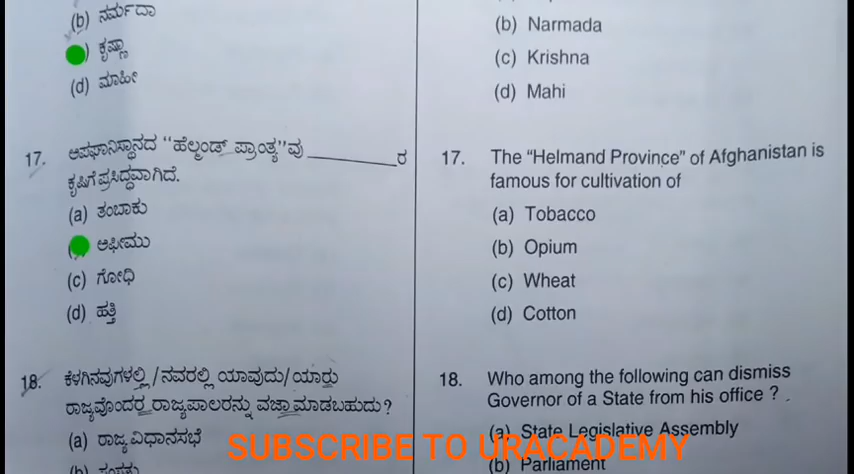 (b) ನರ್ಮದಾ
) ಕೃಷ್ಣಾ
(d) ಮಾಹೀ
17. ಅಫಘಾನಿಸ್ಥಾನದ “ಹೆಲ್ಮಂಡ್ ಪ್ರಾಂತ್ಯ”ವು ________ರ
ಕೃಷಿಗೆ ಪ್ರಸಿದ್ಧವಾಗಿದೆ.
(a) ತಂಬಾಕು
ಅಫೀಮು
(c) ಗೋಧಿ
(d) ಹತ್ತಿ
18. ಕೆಳಗಿನವುಗಳಲ್ಲಿ/ನವರಲ್ಲಿ ಯಾವುದು/ಯಾರು
ರಾಜ್ಯವೊಂದರ ರಾಜ್ಯಪಾಲರನ್ನು ವಜಾ ಮಾಡಬಹುದು?
(a) ರಾಜ್ಯ ವಿಧಾನಸಭೆ
(b) ಸಂಸತ್ತು
(b) Narmada
(c) Krishna
(d) Mahi
17. The “Helmand Province” of Afghanistan is
famous for cultivation of
(a) Tobacco
(b) Opium
(c) Wheat
(d) Cotton
18. Who among the following can dismiss
Governor of a State from his office ?
(a) State Legislative Assembly
(b) Parliament
SUBSCRIBE TO URACADEMY